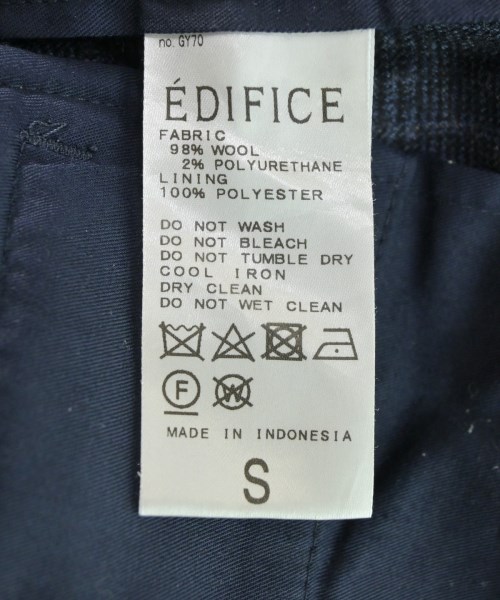 no. GY70
ÉDIFICE
FABRIC
98% WOOL
2% POLYURETHANE
LINING
100% POLYESTER
DO NOT WASH
DO NOT BLEACH
DO NOT TUMBLE DRY
COOL IRON
DRY CLEAN
DO NOT WET CLEAN
F W
MADE IN INDONESIA
S